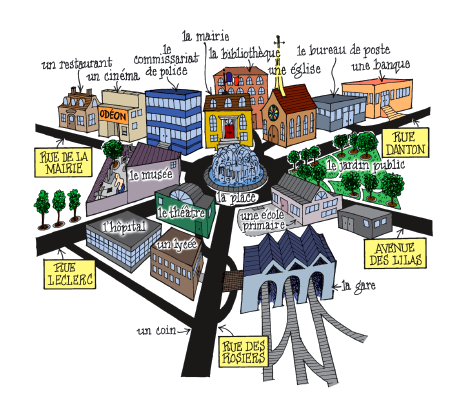 la mairie
le
commissariat
de police
la bibliothèque
le bureau de poste
un restaurant
un cinéma
une église
une banque
ODÉON
RUE DE LA
MAIRIE
RUE
DANTON
le jardin public
le musée
la place
le théâtre
une école
primaire
l'hôpital
un lycée
AVENUE
DES LILAS
RUE
LECLERC
la gare
un coin
RUE DES
ROSIERS